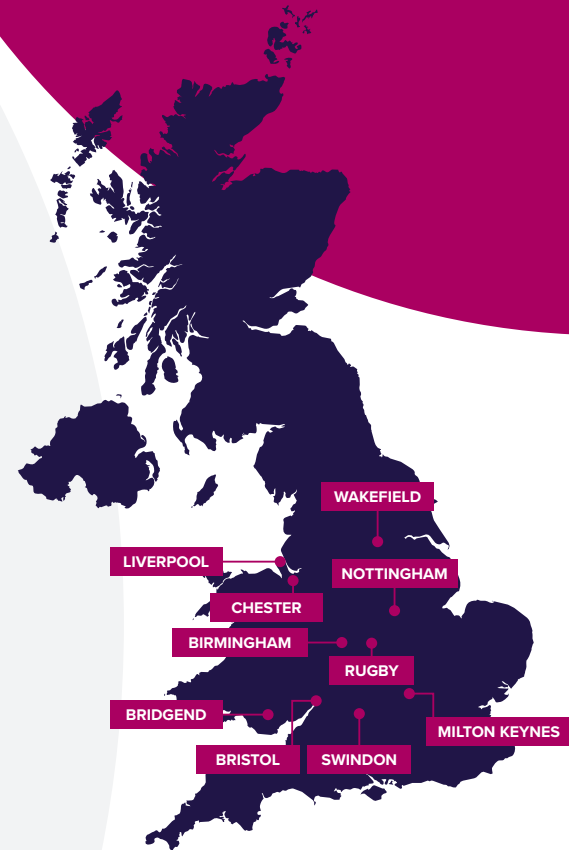 WAKEFIELD
LIVERPOOL
NOTTINGHAM
CHESTER
BIRMINGHAM
RUGBY
BRIDGEND
MILTON KEYNES
BRISTOL
SWINDON